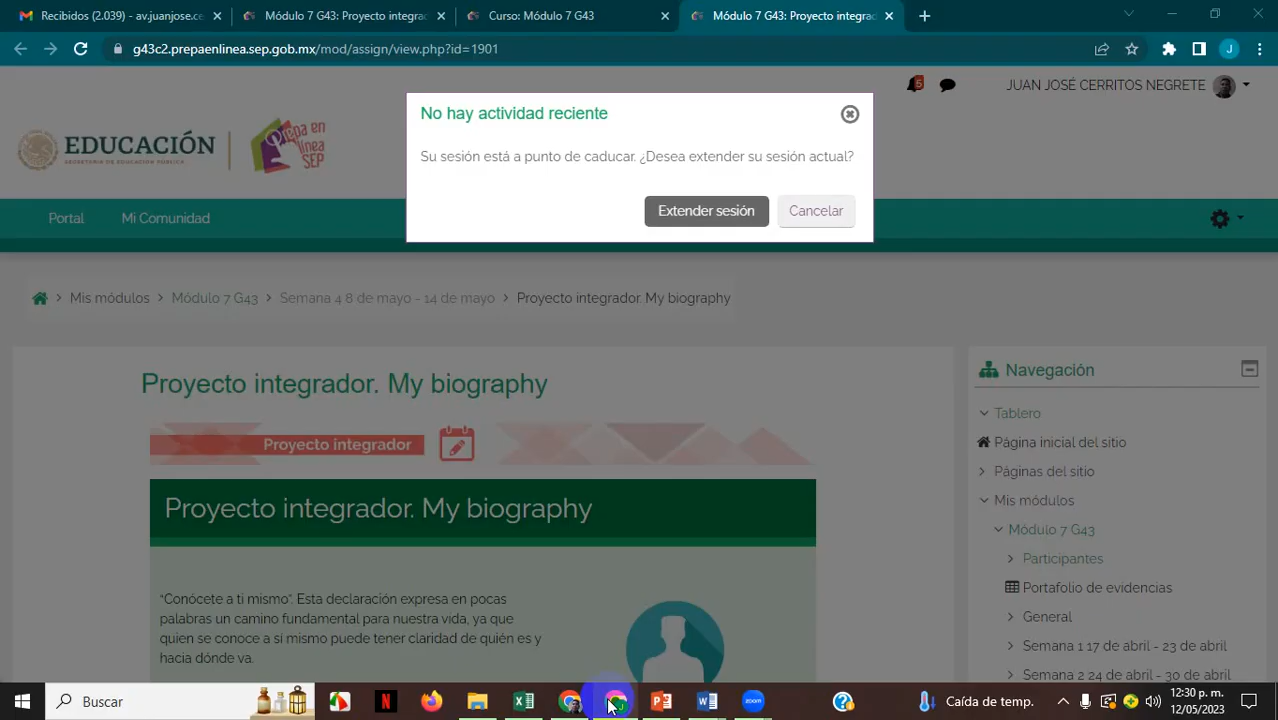 Recibidos (2.039) - av.juanjose.ce
Módulo 7 G43: Proyecto integra
Curso: Módulo 7 G43
Módulo 7 G43: Proyecto integra
g43c2.prepaenlinea.sep.gob.mx/mod/assign/view.php?id=1901
J
5
JUAN JOSÉ CERRITOS NEGRETE
No hay actividad reciente
Su sesión está a punto de caducar. ¿Desea extender su sesión actual?
Extender sesión
Cancelar
EDUCACIÓN
SECRETARÍA DE EDUCACIÓN PÚBLICA
Prepa en
línea
SEP
Portal
Mi Comunidad
Mis módulos
Módulo 7 G43
Semana 4 8 de mayo - 14 de mayo
Proyecto integrador. My biography
Proyecto integrador. My biography
Proyecto integrador
Proyecto integrador. My biography
“Conócete a ti mismo”. Esta declaración expresa en pocas
palabras un camino fundamental para nuestra vida, ya que
quien se conoce a sí mismo puede tener claridad de quién es y
hacia dónde va.
Navegación
Tablero
Página inicial del sitio
Páginas del sitio
Mis módulos
Módulo 7 G43
Participantes
Portafolio de evidencias
General
Semana 1 17 de abril - 23 de abril
Semana 2 24 de abril - 30 de abril
Buscar
N
zoom
Caída de temp.
12:30 p. m.
12/05/2023